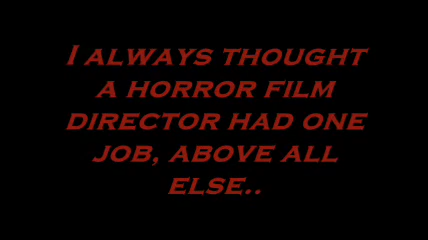 I always thought
a horror film
director had one
job, above all
else..